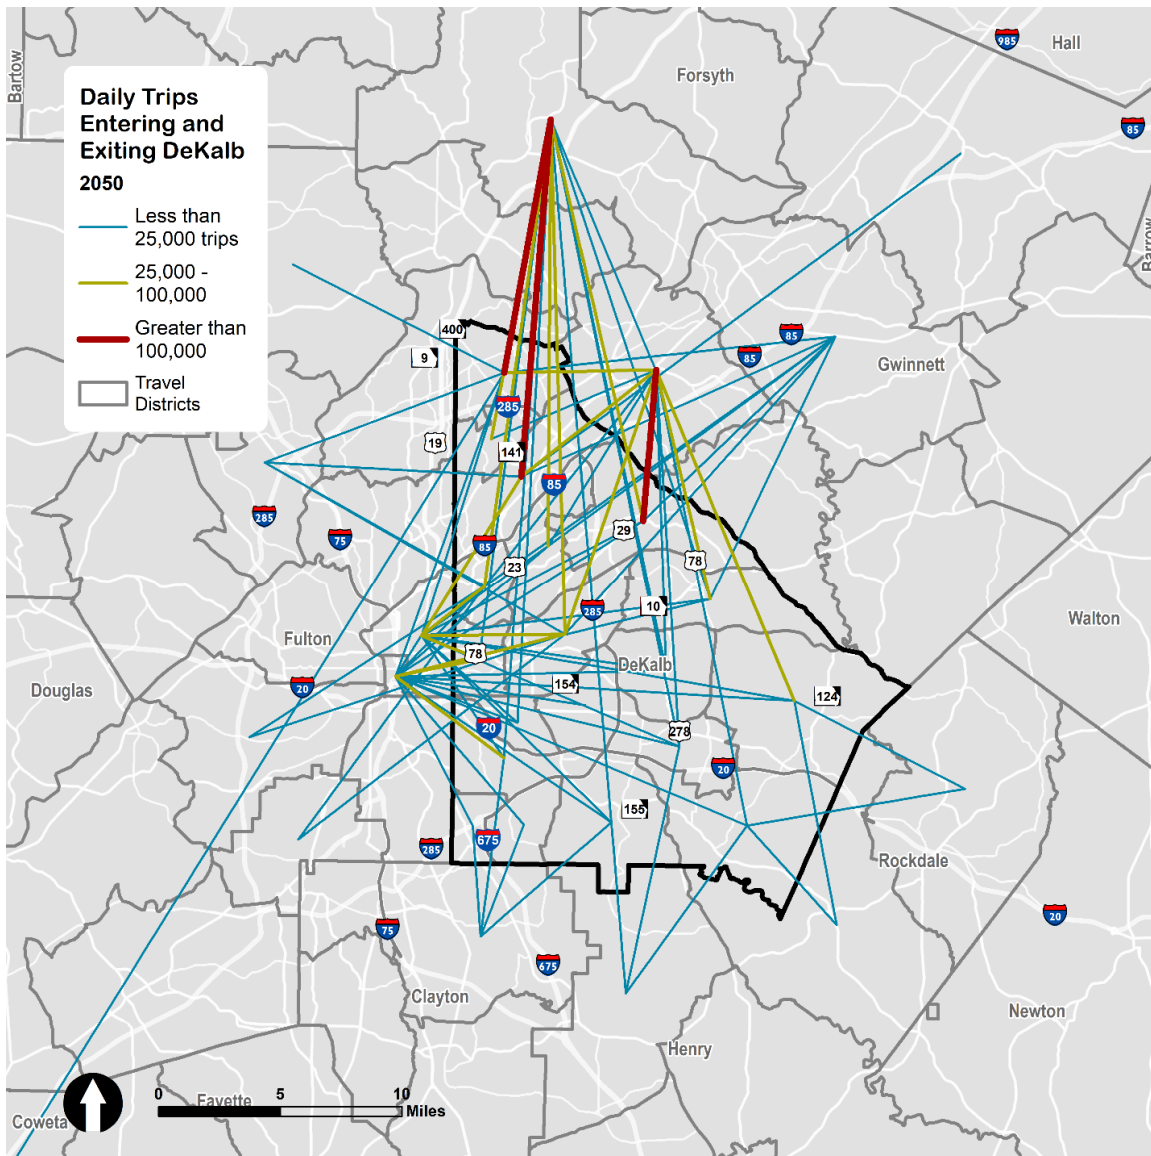 Daily Trips
Entering and
Exiting DeKalb
2050
Less than
25,000 trips
25,000 -
100,000
Greater than
100,000
Travel
Districts
Bartow
Forsyth
985
Hall
85
Barrow
400
9
85
85
Gwinnett
285
19
141
85
285
75
85
29
23
78
285
10
Walton
Fulton
78
DeKalb
Douglas
20
154
124
20
278
20
155
675
285
Rockdale
75
20
675
Clayton
Newton
Henry
0
5
10
Miles
Fayette
Coweta